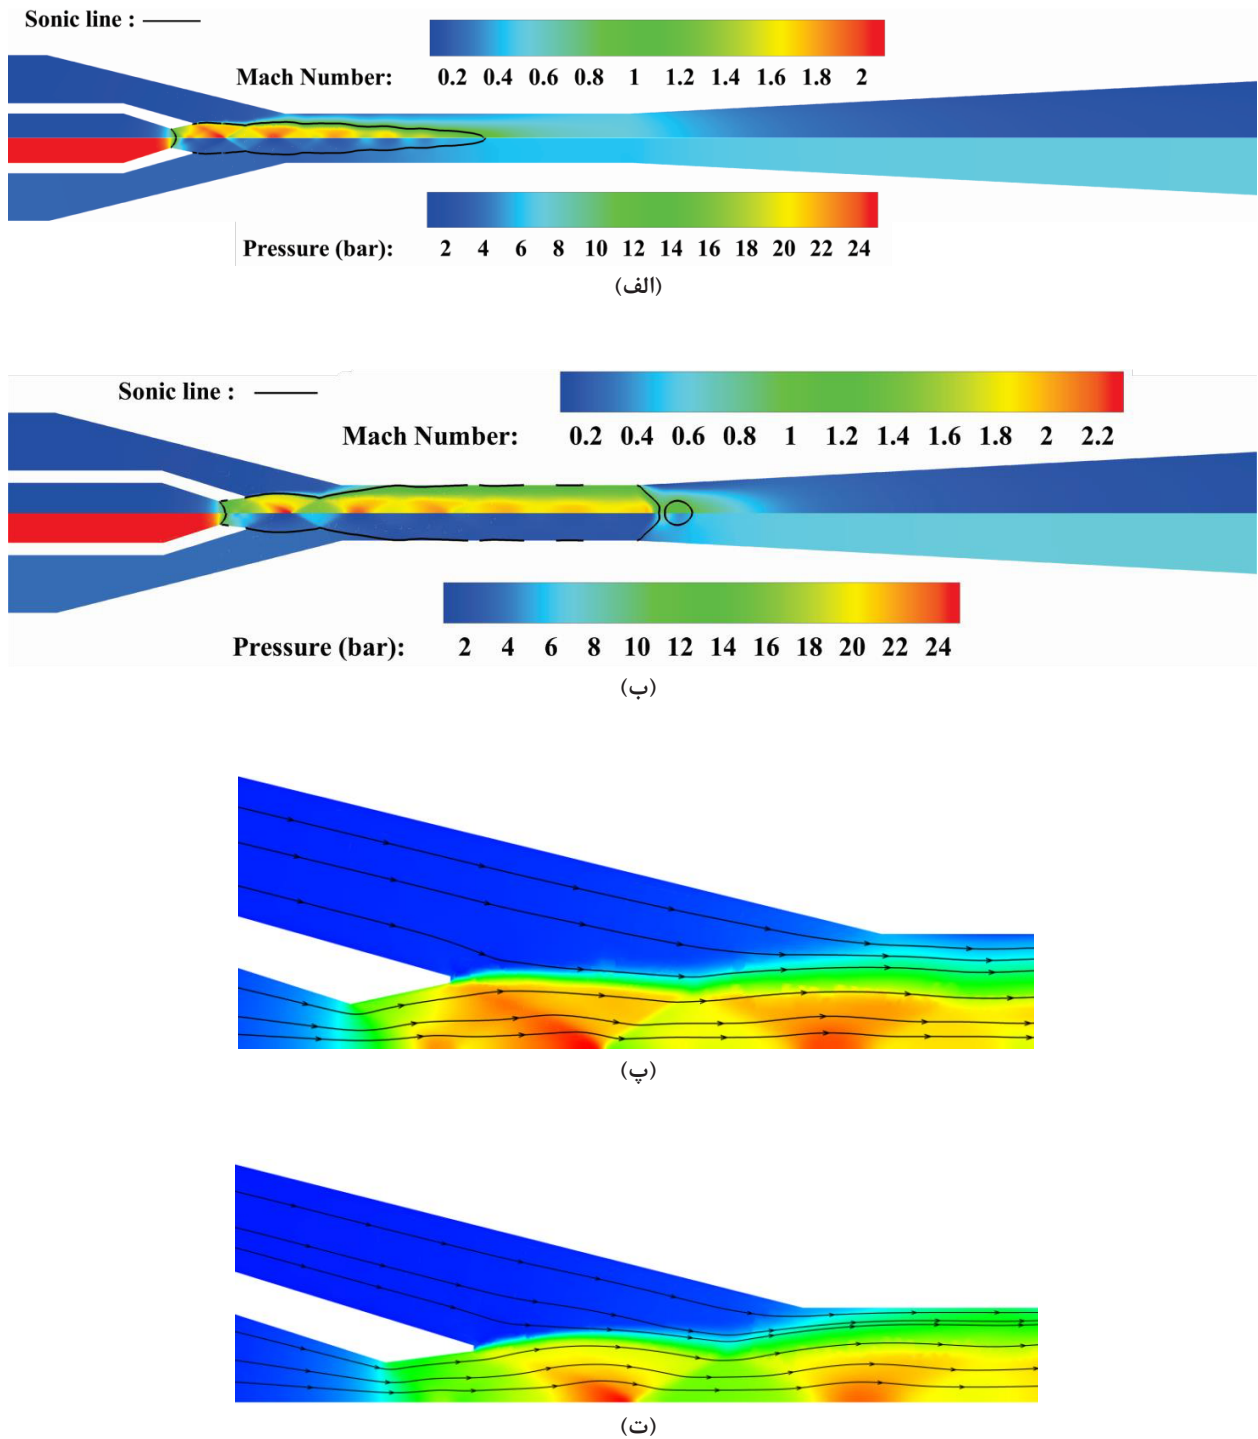 Sonic line :
Mach Number: 0.2 0.4 0.6 0.8 1 1.2 1.4 1.6 1.8 2
Pressure (bar): 2 4 6 8 10 12 14 16 18 20 22 24
(الف)
Sonic line :
Mach Number: 0.2 0.4 0.6 0.8 1 1.2 1.4 1.6 1.8 2 2.2
Pressure (bar): 2 4 6 8 10 12 14 16 18 20 22 24
(ب)
(پ)
(ت)